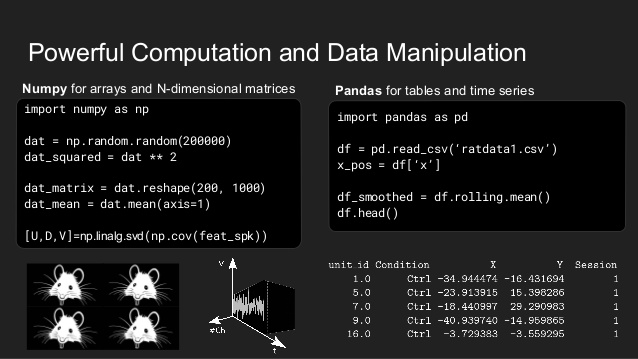 Powerful Computation and Data Manipulation
Numpy for arrays and N-dimensional matrices
import numpy as np
dat = np.random.random(200000)
dat_squared = dat ** 2
dat_matrix = dat.reshape(200, 1000)
dat_mean = dat.mean(axis=1)
[U,D,V]=np.linalg.svd(np.cov(feat_spk))
V
#Ch
t
Pandas for tables and time series
import pandas as pd
df = pd.read_csv(‘ratdata1.csv’)
x_pos = df[‘x’]
df_smoothed = df.rolling.mean()
df.head()
unit id Condition X Y Session
1.0 Ctrl -34.944474 -16.431694 1
5.0 Ctrl -23.913915 15.398286 1
7.0 Ctrl -18.440997 29.290983 1
9.0 Ctrl -40.939740 -14.959865 1
16.0 Ctrl -3.729383 -3.559295 1